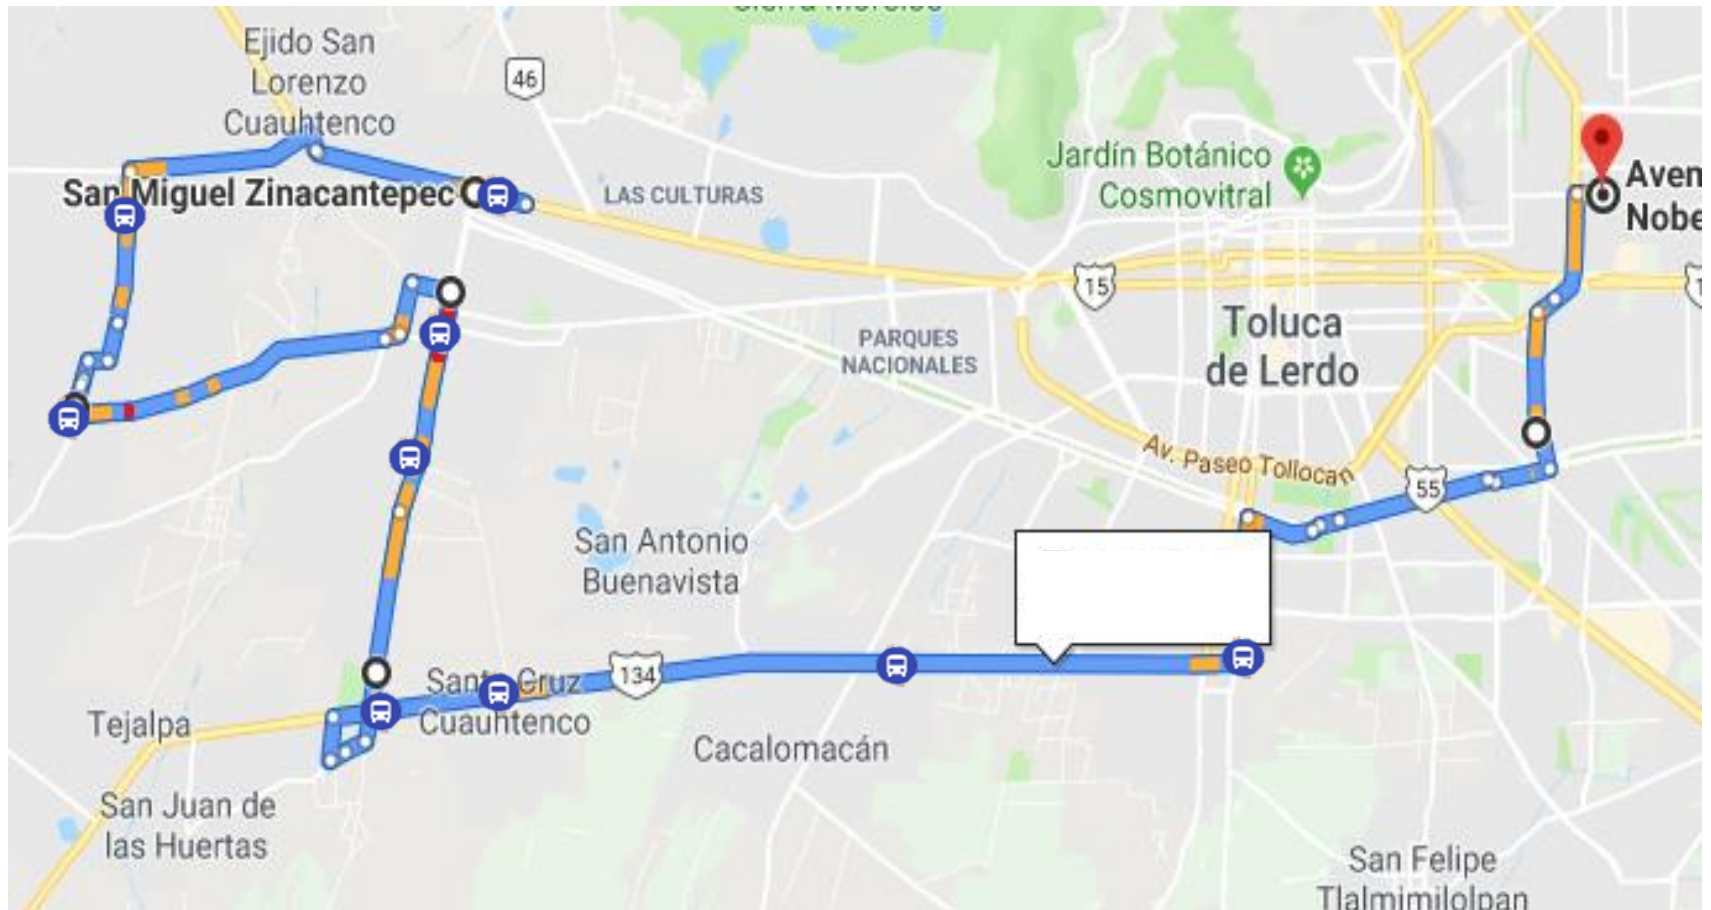 Ejido San
Lorenzo
Cuauhtenco
46
San Miguel Zinacantepec
LAS CULTURAS
Jardín Botánico
Cosmovitral
Aven
Nobe
15
PARQUES
NACIONALES
Toluca
de Lerdo
Av. Paseo Tollocan
55
San Antonio
Buenavista
134
Santa Cruz
Cuauhtenco
Tejalpa
Cacalomacán
San Juan de
las Huertas
San Felipe
Tlalmimilolpan